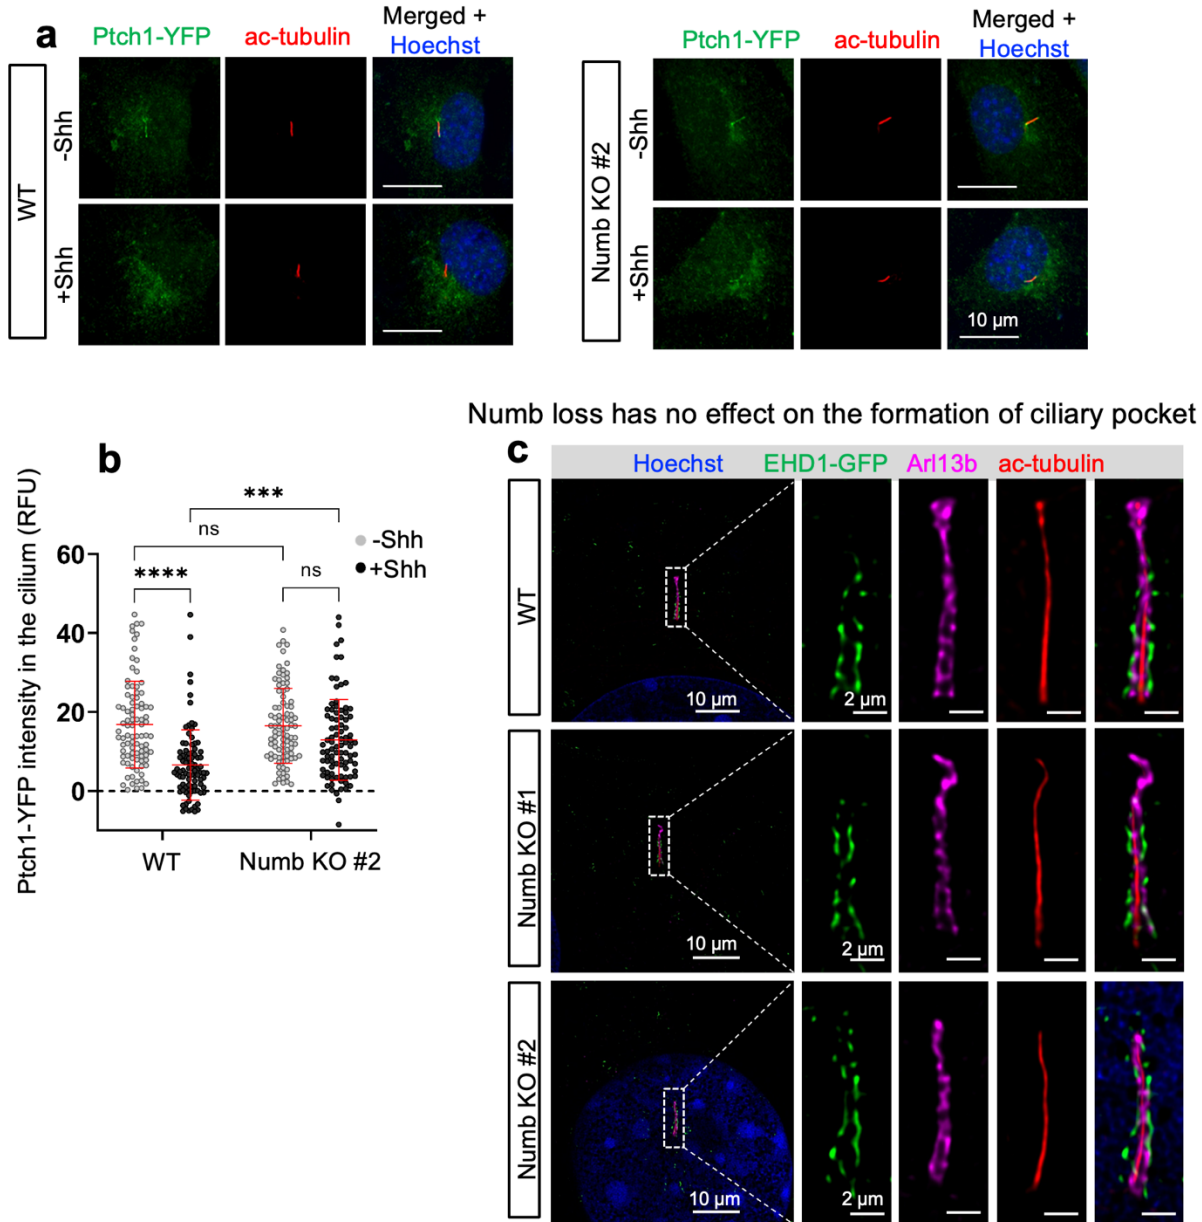 a
Ptch1-YFP
ac-tubulin
Merged +
Hoechst
WT
-Shh
+Shh
Ptch1-YFP
ac-tubulin
Merged +
Hoechst
Numb KO #2
-Shh
+Shh
10 µm
b
Ptch1-YFP intensity in the cilium (RFU)
***
ns
****
ns
-Shh
+Shh
60
40
20
0
WT
Numb KO #2
Numb loss has no effect on the formation of ciliary pocket
c
Hoechst EHD1-GFP Arl13b ac-tubulin
WT
10 µm
2 µm
Numb KO #1
10 µm
2 µm
Numb KO #2
10 µm
2 µm